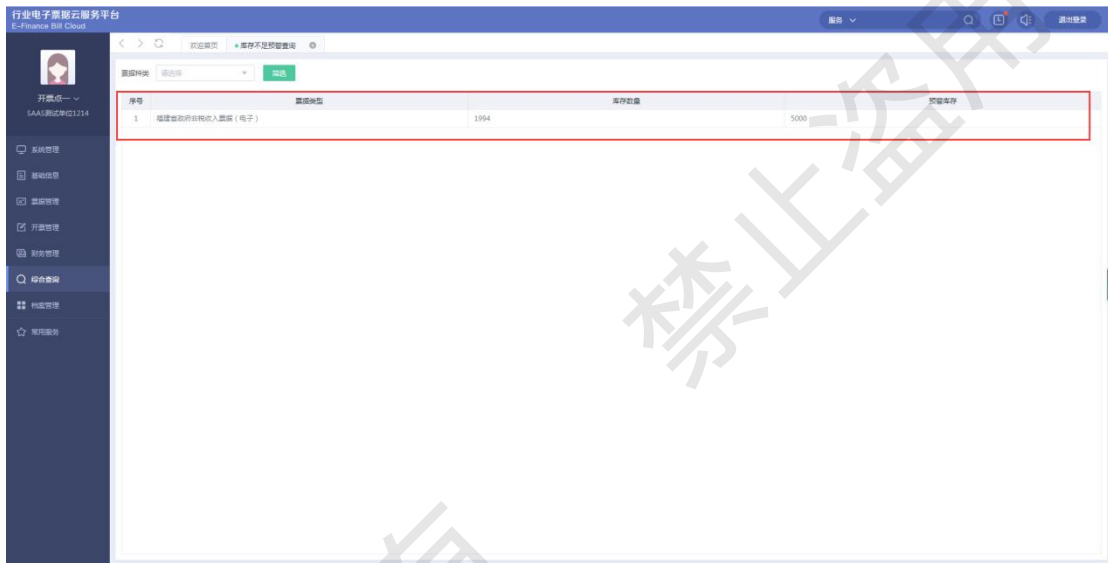 行业电子票据云服务平台
E-Finance Bill Cloud
服务
退出登录
欢迎首页
库存不足预警查询
开票点一
SAAS测试单位1214
票据种类 请选择 筛选
序号 票据类型 库存数量 预警库存
1 福建省政府非税收入票据（电子） 1994 5000
系统管理
基础信息
票据管理
开票管理
财务管理
综合查询
档案管理
常用服务
禁止盗用
有